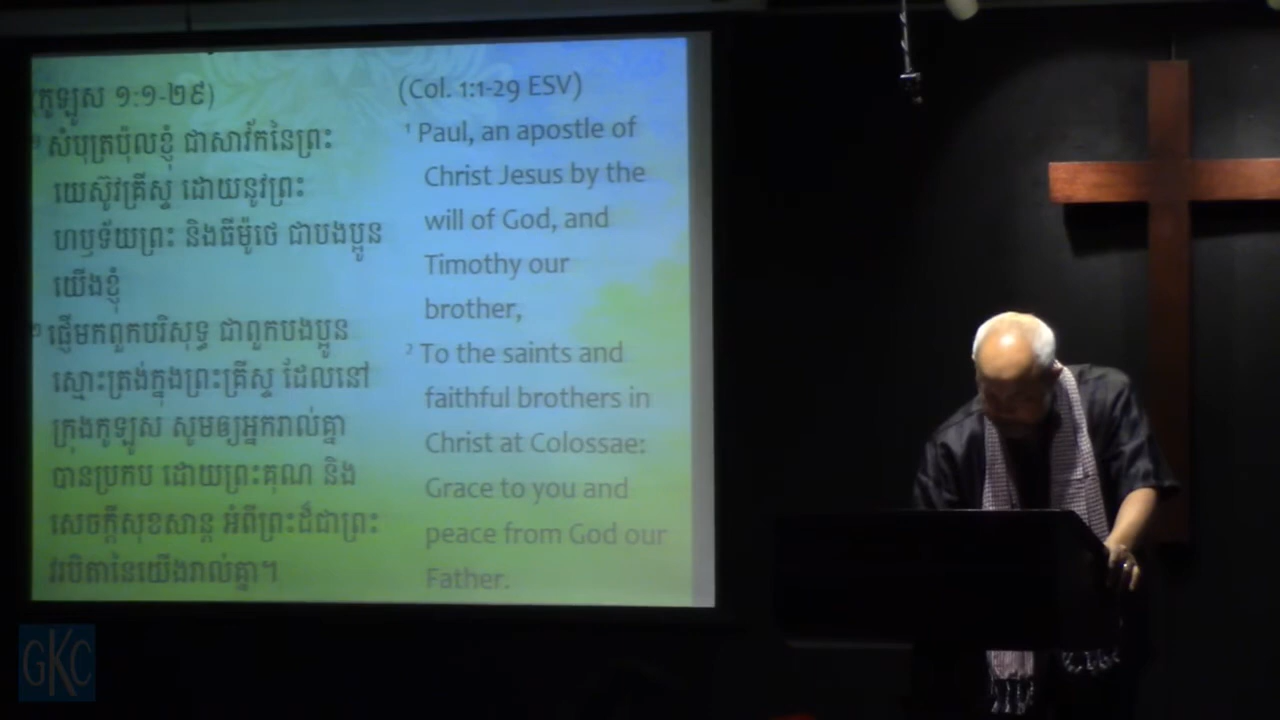 (កូឡូស ១:១-២៩)
១ សំបុត្រប៉ុលខ្ញុំ ជាសាវ័កនៃព្រះ
យេស៊ូវគ្រីស្ទ ដោយនូវព្រះ
ហឫទ័យព្រះ និងធីម៉ូថេ ជាបងប្អូន
យើងខ្ញុំ
២ ផ្ញើមកពួកបរិសុទ្ធ ជាពួកបងប្អូន
ស្មោះត្រង់ក្នុងព្រះគ្រីស្ទ ដែលនៅ
ក្រុងកូឡូស សូមឲ្យអ្នករាល់គ្នា
បានប្រកប ដោយព្រះគុណ និង
សេចក្ដីសុខសាន្ត អំពីព្រះដ៏ជាព្រះ
វរបិតានៃយើងរាល់គ្នា។
(Col. 1:1-29 ESV)
1 Paul, an apostle of
Christ Jesus by the
will of God, and
Timothy our
brother,
2 To the saints and
faithful brothers in
Christ at Colossae:
Grace to you and
peace from God our
Father.
GKC